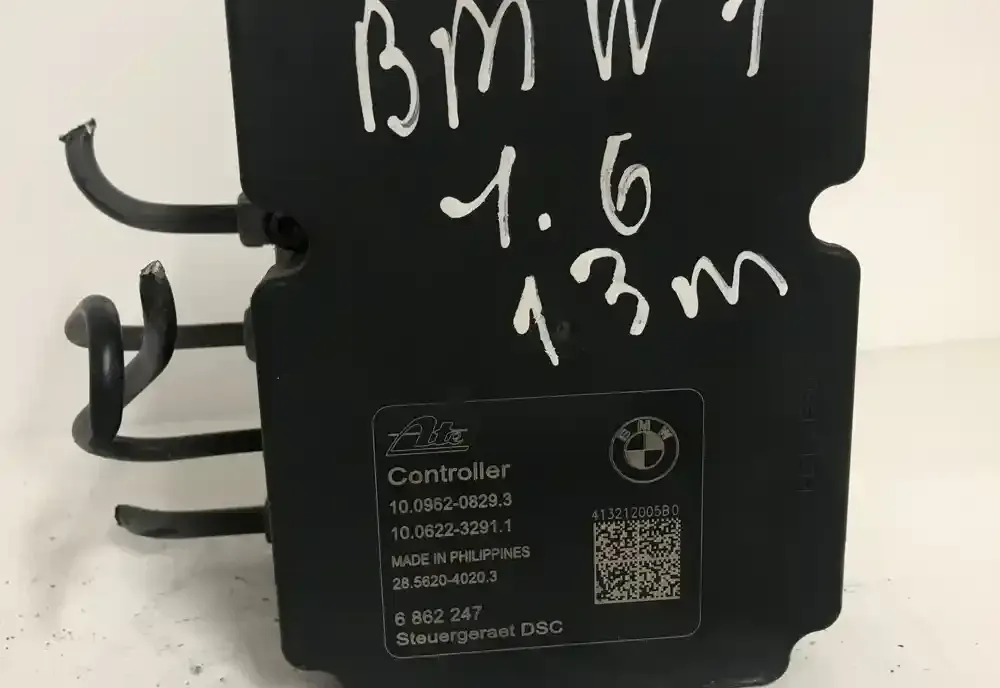 BMW 1
1.6
13m
Ate
BMW
Controller
10.0962-0829.3
10.0622-3291.1
413212005B0
MADE IN PHILIPPINES
28.5620-4020.3
6 862 247
Steuergeraet DSC